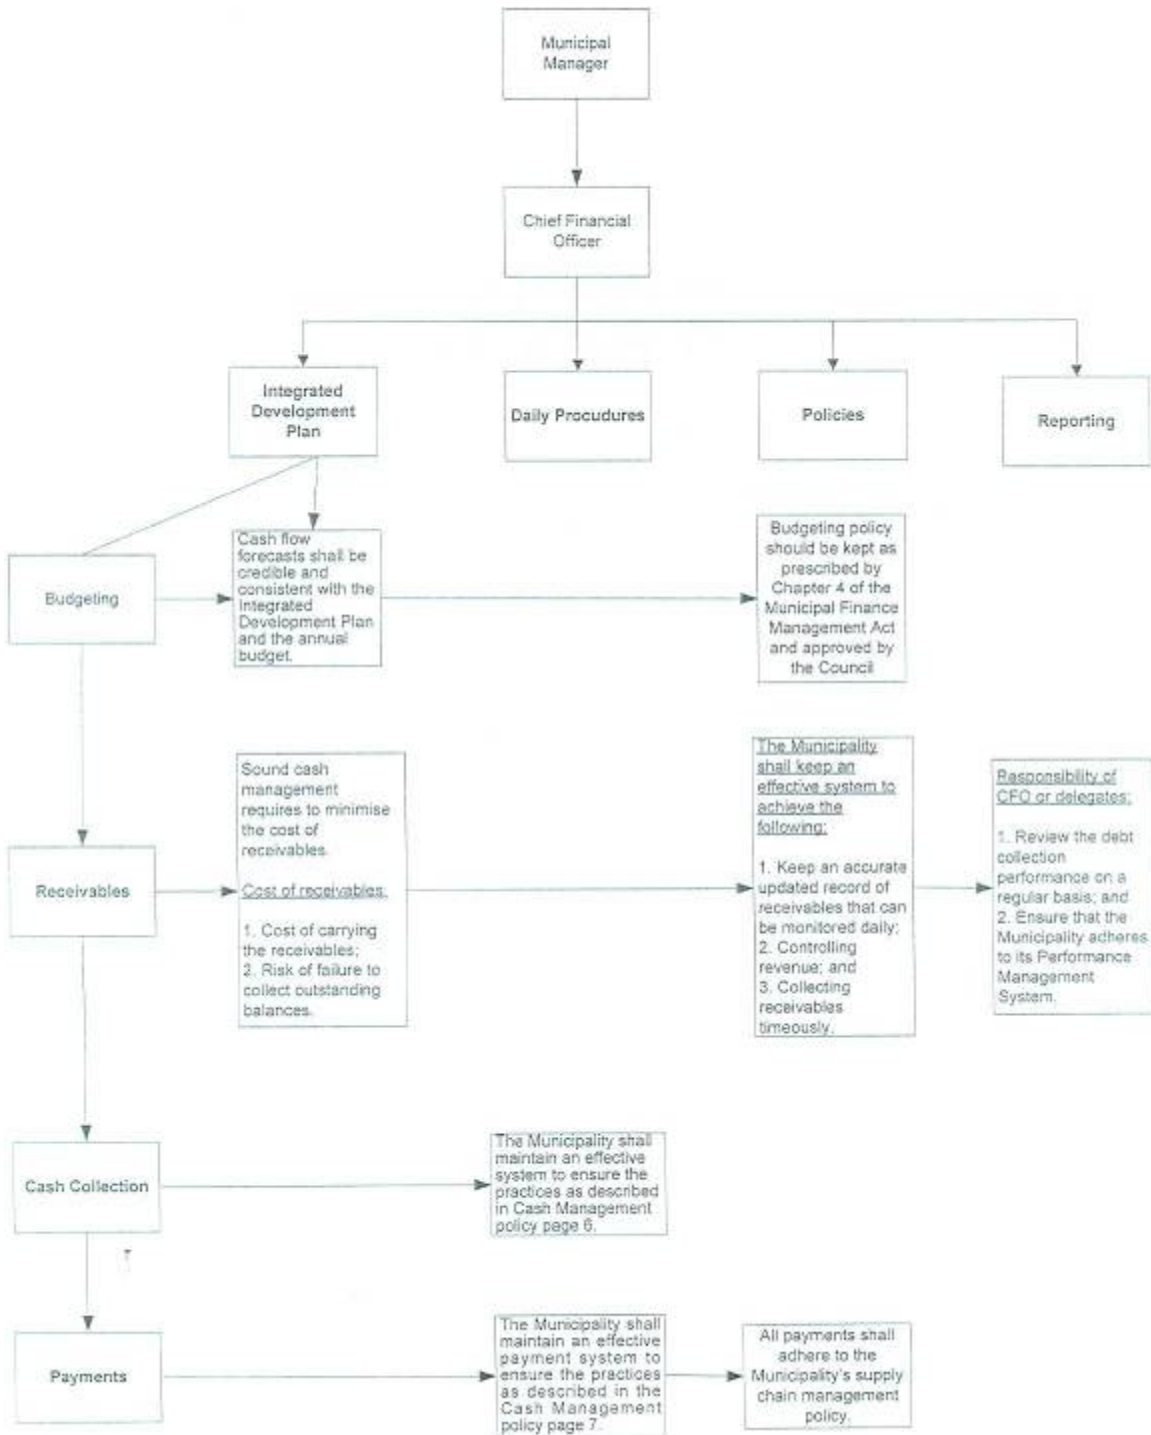 Municipal
Manager
Chief Financial
Officer
Integrated
Development
Plan
Daily Procudures
Policies
Reporting
Budgeting
Cash flow
forecasts shall be
credible and
consistent with the
Integrated
Development Plan
and the annual
budget.
Budgeting policy
should be kept as
prescribed by
Chapter 4 of the
Municipal Finance
Management Act
and approved by
the Council
Receivables
Sound cash
management
requires to minimise
the cost of
receivables.
Cost of receivables:
1. Cost of carrying
the receivables;
2. Risk of failure to
collect outstanding
balances.
The Municipality
shall keep an
effective system to
achieve the
following:
1. Keep an accurate
updated record of
receivables that can
be monitored daily;
2. Controlling
revenue; and
3. Collecting
receivables
timeously.
Responsibility of
CFO or delegates:
1. Review the debt
collection
performance on a
regular basis; and
2. Ensure that the
Municipality adheres
to its Performance
Management
System.
Cash Collection
The Municipality shall
maintain an effective
system to ensure the
practices as described
in Cash Management
policy page 6.
Payments
The Municipality shall
maintain an effective
payment system to
ensure the practices
as described in the
Cash Management
policy page 7.
All payments shall
adhere to the
Municipality's supply
chain management
policy.